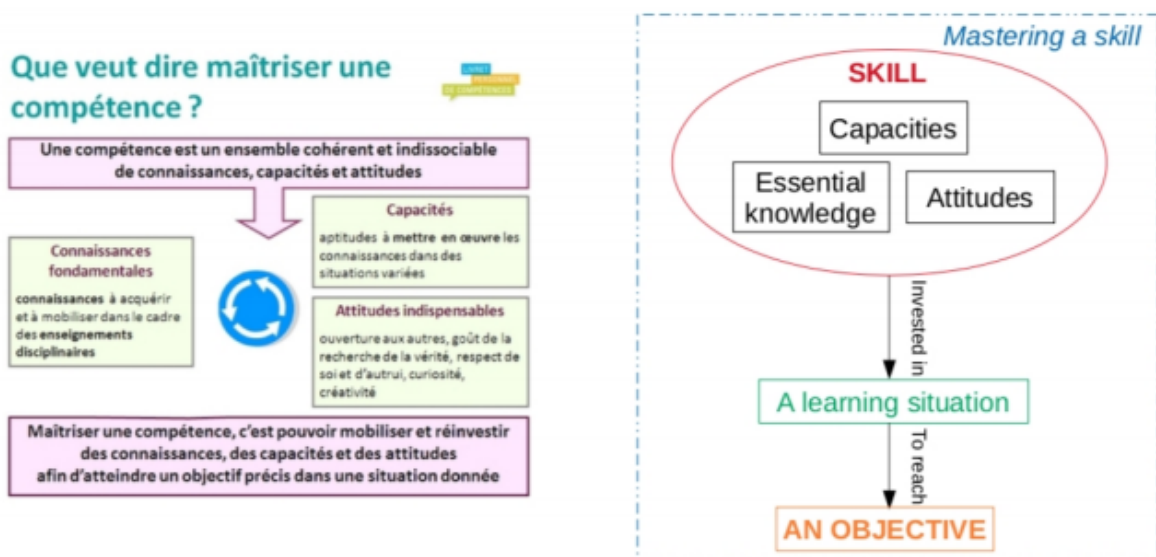 Que veut dire maîtriser une
compétence ?
LIVRET
PERSONNEL
DE COMPÉTENCES
Une compétence est un ensemble cohérent et indissociable
de connaissances, capacités et attitudes
Connaissances
fondamentales
connaissances à acquérir
et à mobiliser dans le cadre
des enseignements
disciplinaires
Capacités
aptitudes à mettre en œuvre les
connaissances dans des
situations variées
Attitudes indispensables
ouverture aux autres, goût de la
recherche de la vérité, respect de
soi et d'autrui, curiosité,
créativité
Maîtriser une compétence, c'est pouvoir mobiliser et réinvestir
des connaissances, des capacités et des attitudes
afin d'atteindre un objectif précis dans une situation donnée
Mastering a skill
SKILL
Capacities
Essential
knowledge
Attitudes
Invested in
A learning situation
To reach
AN OBJECTIVE